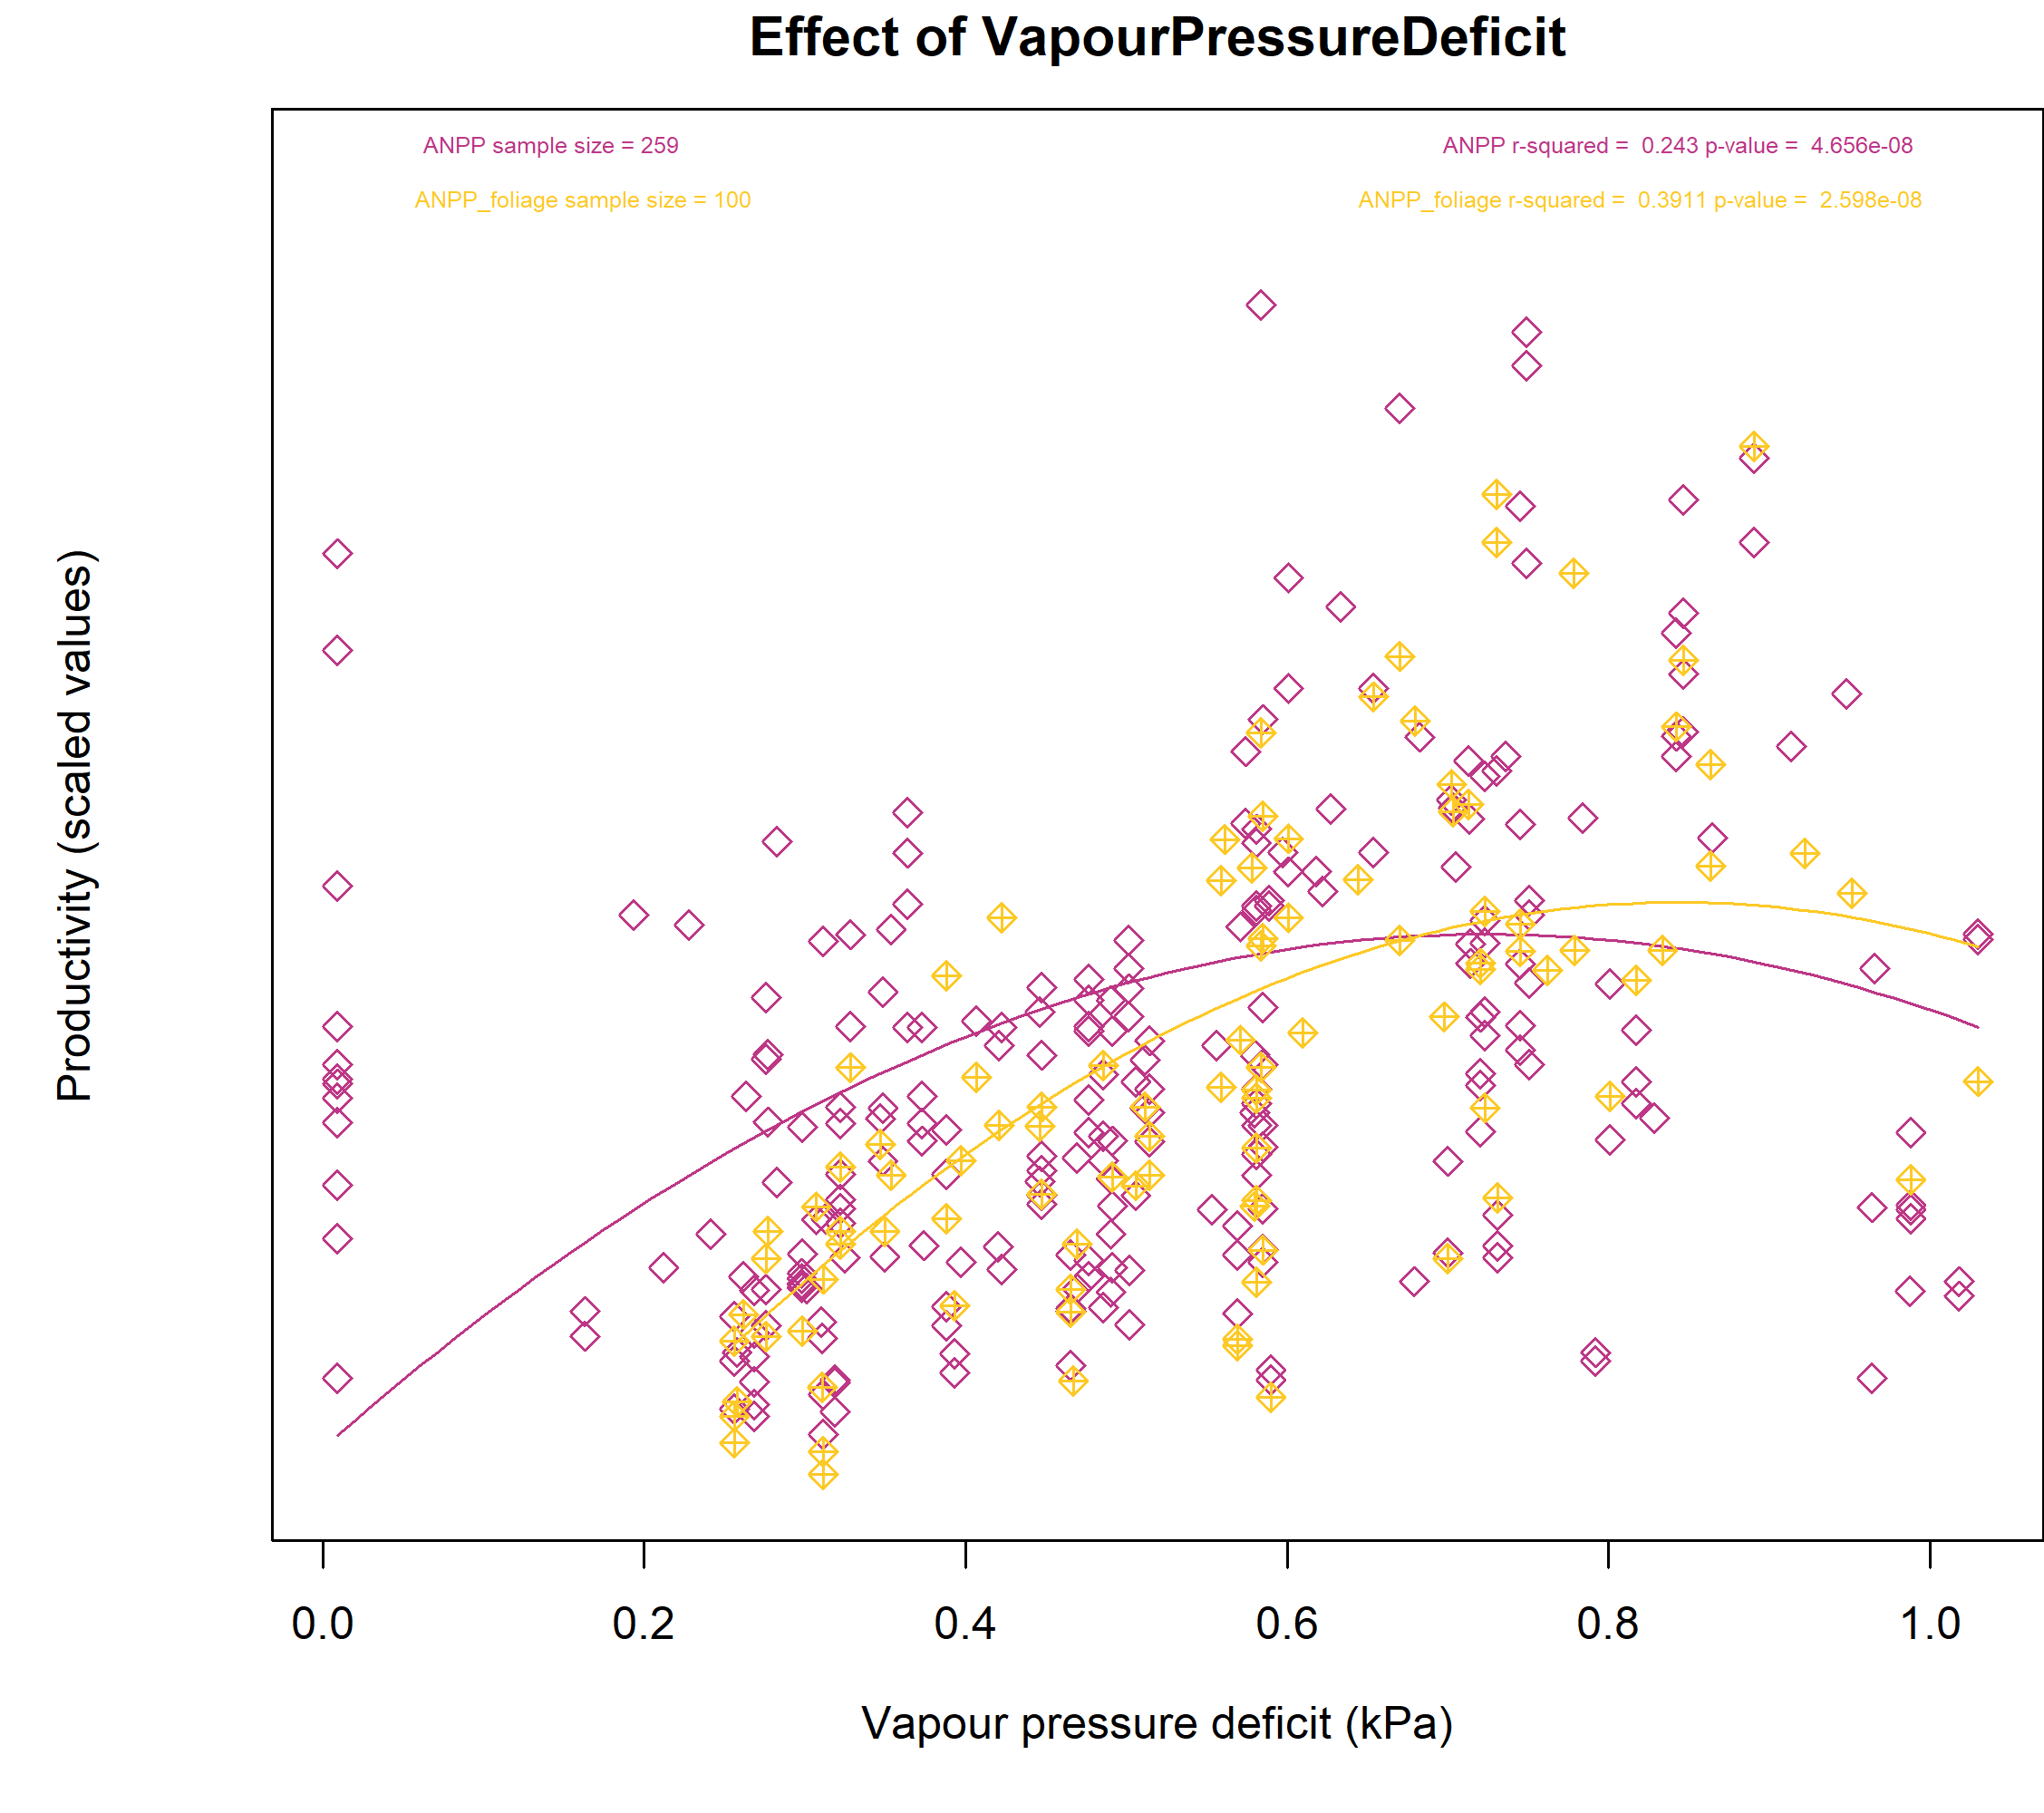 Effect of VapourPressureDeficit
ANPP sample size = 259
ANPP r-squared =  0.243 p-value =  4.656e-08
ANPP_foliage sample size = 100
ANPP_foliage r-squared =  0.3911 p-value =  2.598e-08
Productivity (scaled values)
0.0 0.2 0.4 0.6 0.8 1.0
Vapour pressure deficit (kPa)